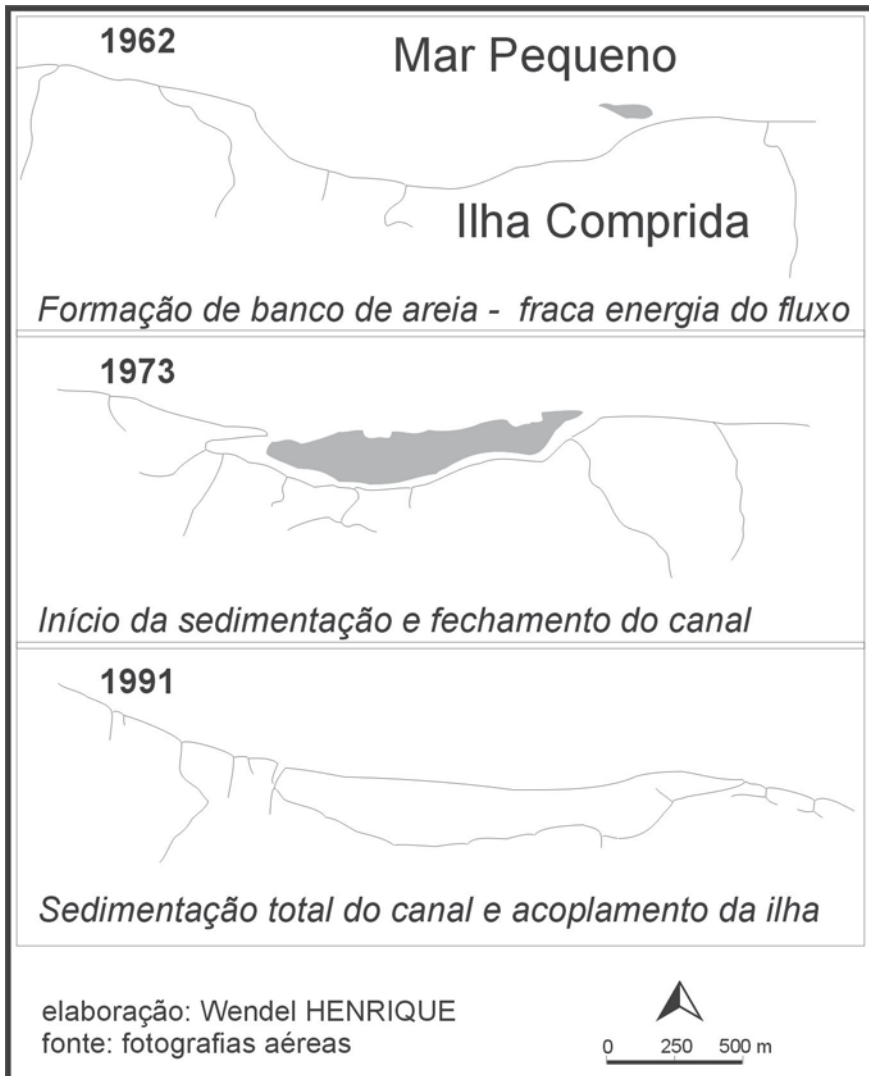 1962
Mar Pequeno
Ilha Comprida
Formação de banco de areia - fraca energia do fluxo
1973
Início da sedimentação e fechamento do canal
1991
Sedimentação total do canal e acoplamento da ilha
elaboração: Wendel HENRIQUE
fonte: fotografias aéreas
0 250 500 m